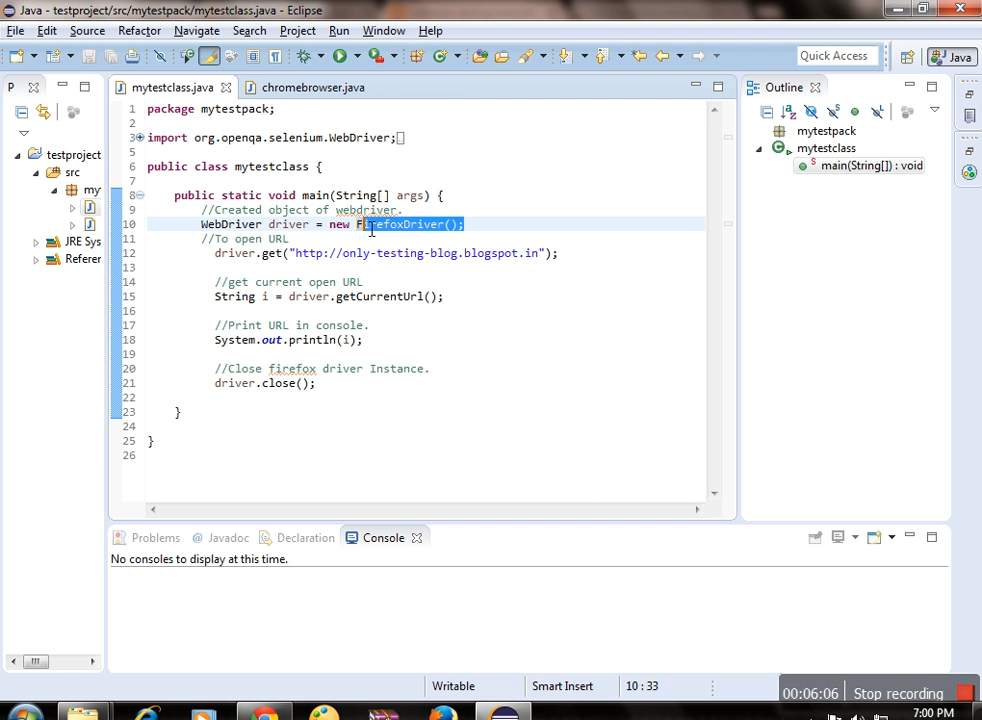 Java - testproject/src/mytestpack/mytestclass.java - Eclipse
File Edit Source Refactor Navigate Search Project Run Window Help
Quick Access
Java
P
mytestclass.java
chromebrowser.java
Outline
testproject
src
my
JRE Sys
Referer
1 package mytestpack;
2
3 import org.openqa.selenium.WebDriver;
5
6 public class mytestclass {
7
8 public static void main(String[] args) {
9 //Created object of webdriver.
10 WebDriver driver = new FirefoxDriver();
11 //To open URL
12 driver.get("http://only-testing-blog.blogspot.in");
13
14 //get current open URL
15 String i = driver.getCurrentUrl();
16
17 //Print URL in console.
18 System.out.println(i);
19
20 //Close firefox driver Instance.
21 driver.close();
22
23 }
24
25 }
26
mytestpack
mytestclass
main(String[]) : void
Problems
@ Javadoc
Declaration
Console
No consoles to display at this time.
Writable
Smart Insert
10 : 33
00:06:06 Stop recording
7:00 PM